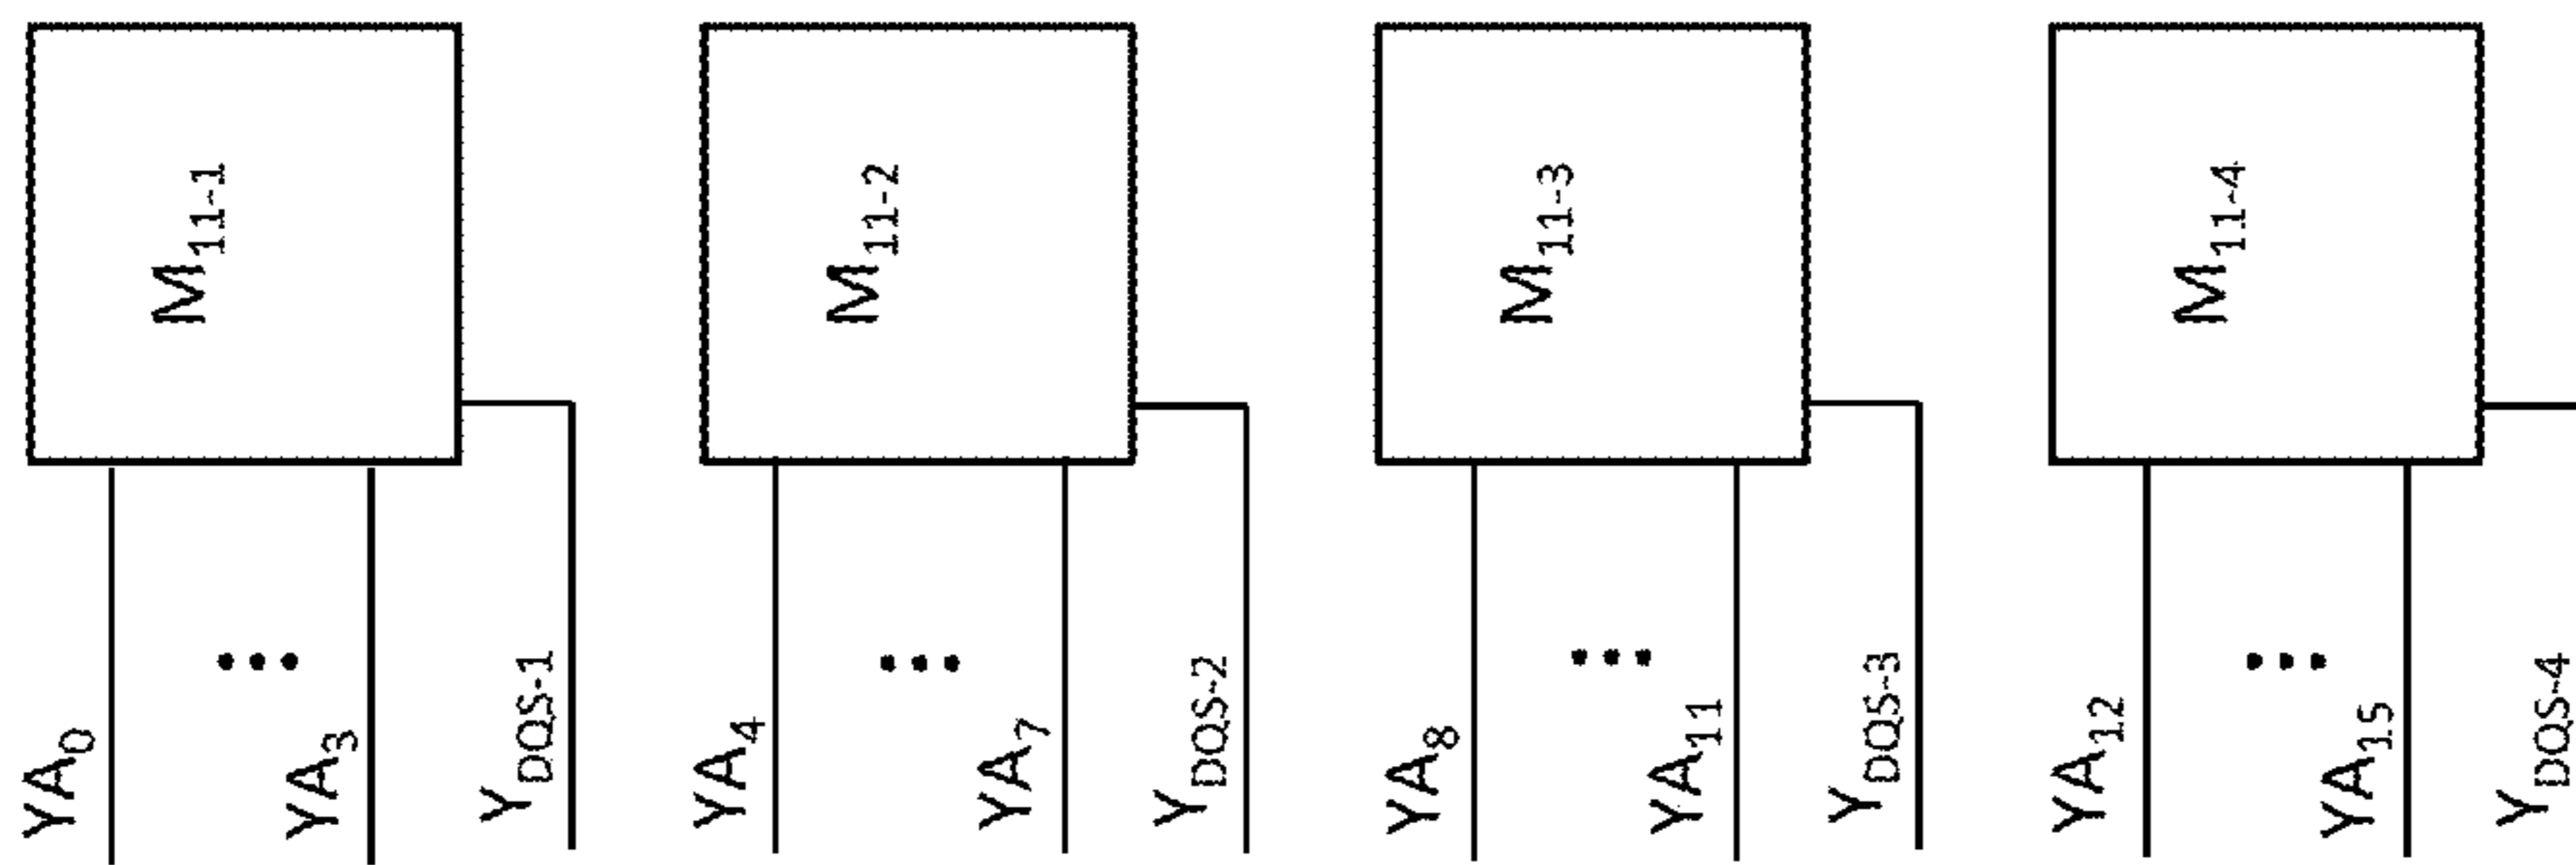 M11-1
YA0
YA3
YDQS-1
M11-2
YA4
YA7
YDQS-2
M11-3
YA8
YA11
YDQS-3
M11-4
YA12
YA15
YDQS-4